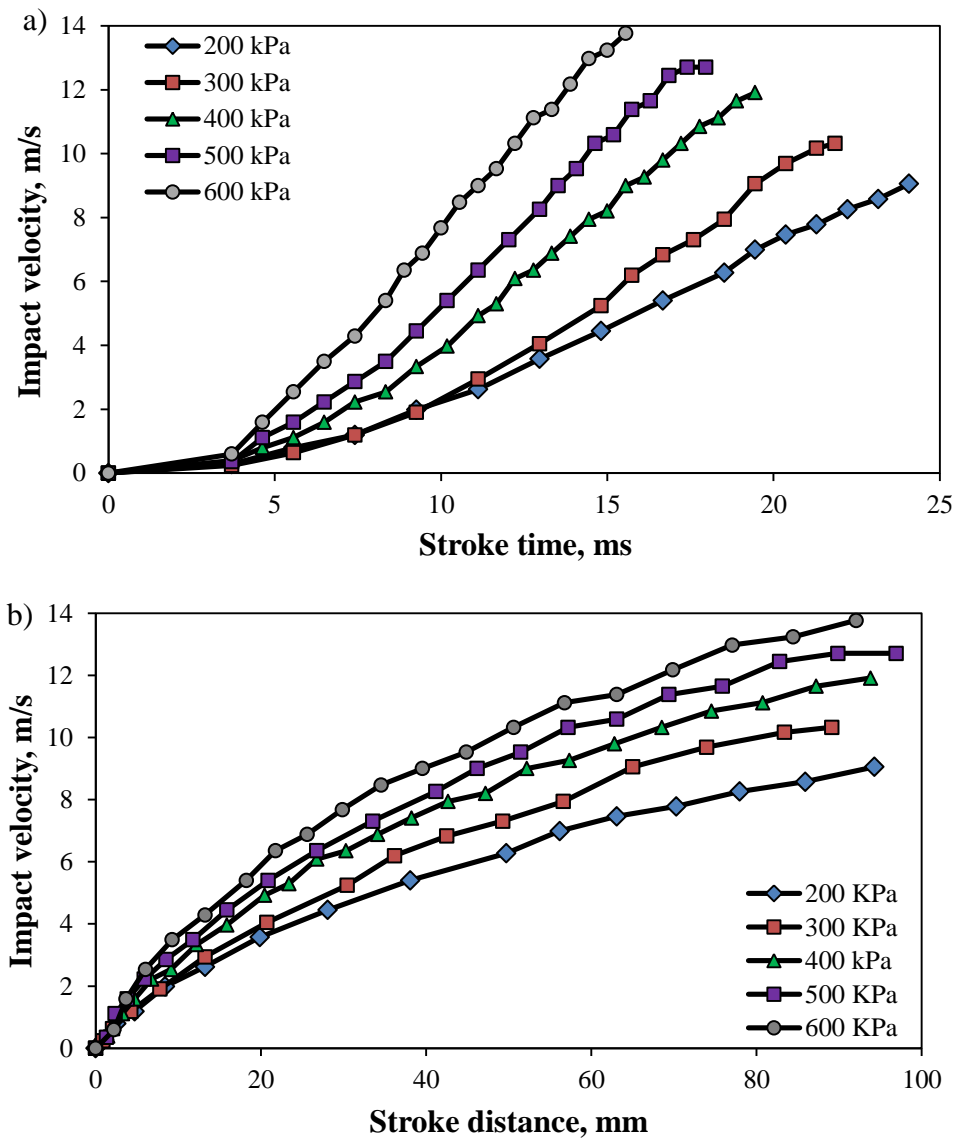 a)
14
12
10
8
6
4
2
0
Impact velocity, m/s
200 kPa
300 kPa
400 kPa
500 kPa
600 kPa
0 5 10 15 20 25
Stroke time, ms
b)
14
12
10
8
6
4
2
0
Impact velocity, m/s
200 KPa
300 KPa
400 kPa
500 KPa
600 KPa
0 20 40 60 80 100
Stroke distance, mm